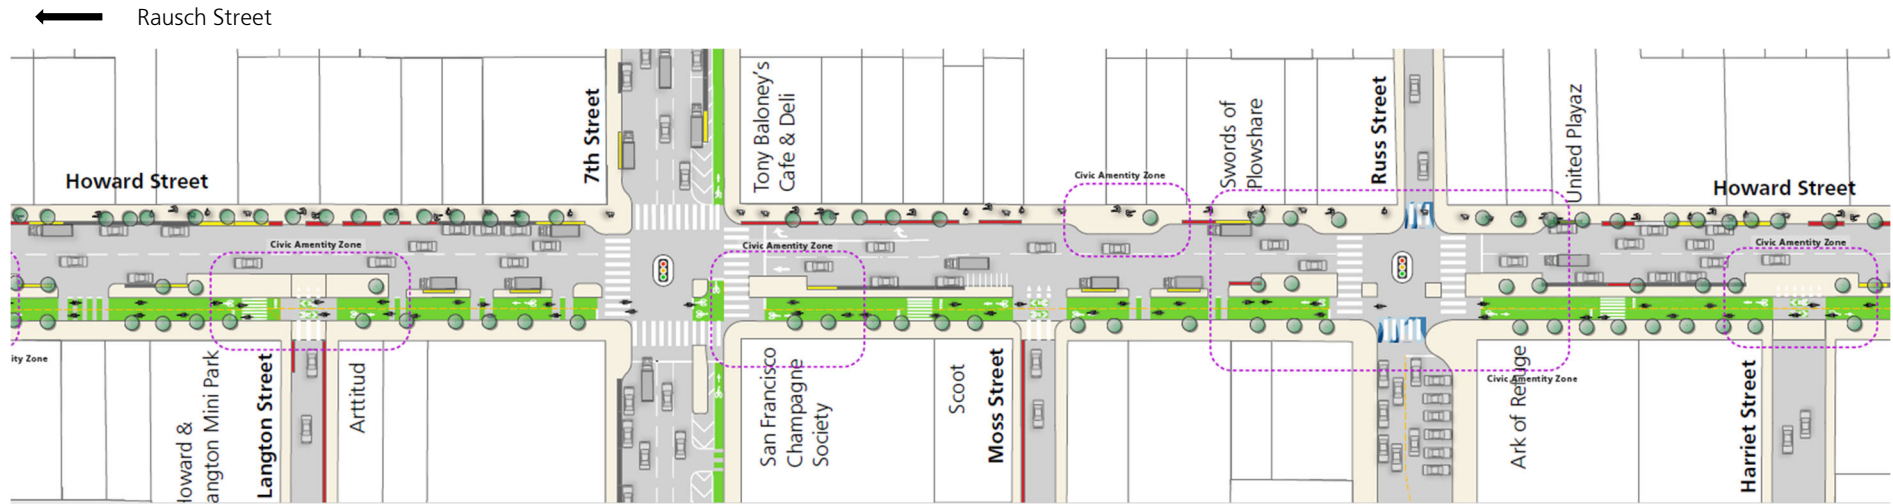 Rausch Street
Howard Street
7th Street
Tony Baloney's
Cafe & Deli
Civic Amentity Zone
Swords of
Plowshare
Russ Street
United Playaz
Howard Street
Civic Amentity Zone
Civic Amentity Zone
Civic Amentity Zone
ity Zone
Howard &
angton Mini Park
Langton Street
Arttitud
San Francisco
Champagne
Society
Scoot
Moss Street
Civic Amentity Zone
Ark of Refuge
Harriet Street